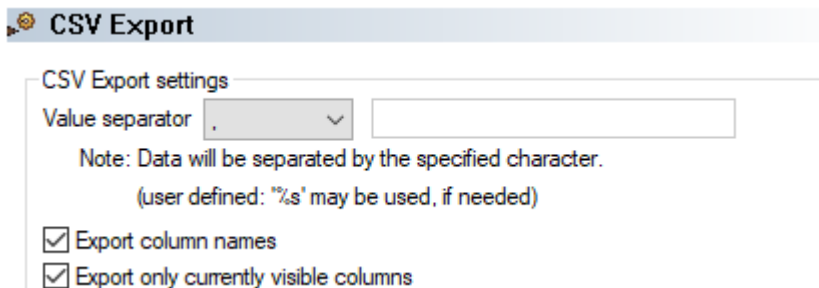 CSV Export
CSV Export settings
Value separator ,
Note: Data will be separated by the specified character.
(user defined: '%s' may be used, if needed)
Export column names
Export only currently visible columns